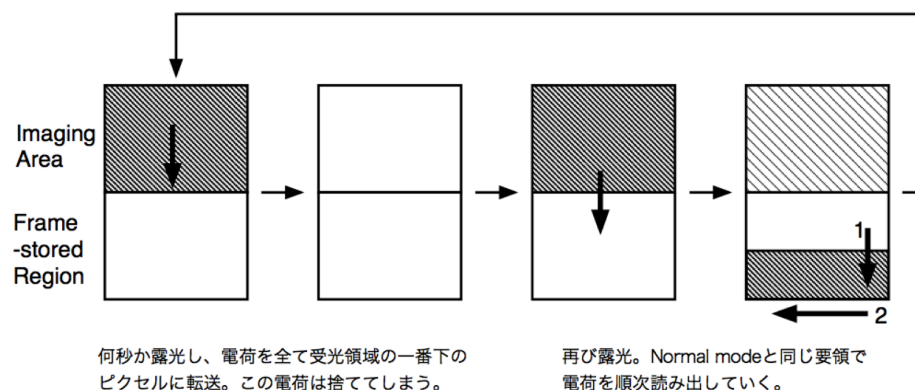 Imaging
Area
Frame
-stored
Region
1
2
何秒か露光し、電荷を全て受光領域の一番下の
ピクセルに転送。この電荷は捨ててしまう。
再び露光。Normal modeと同じ要領で
電荷を順次読み出していく。